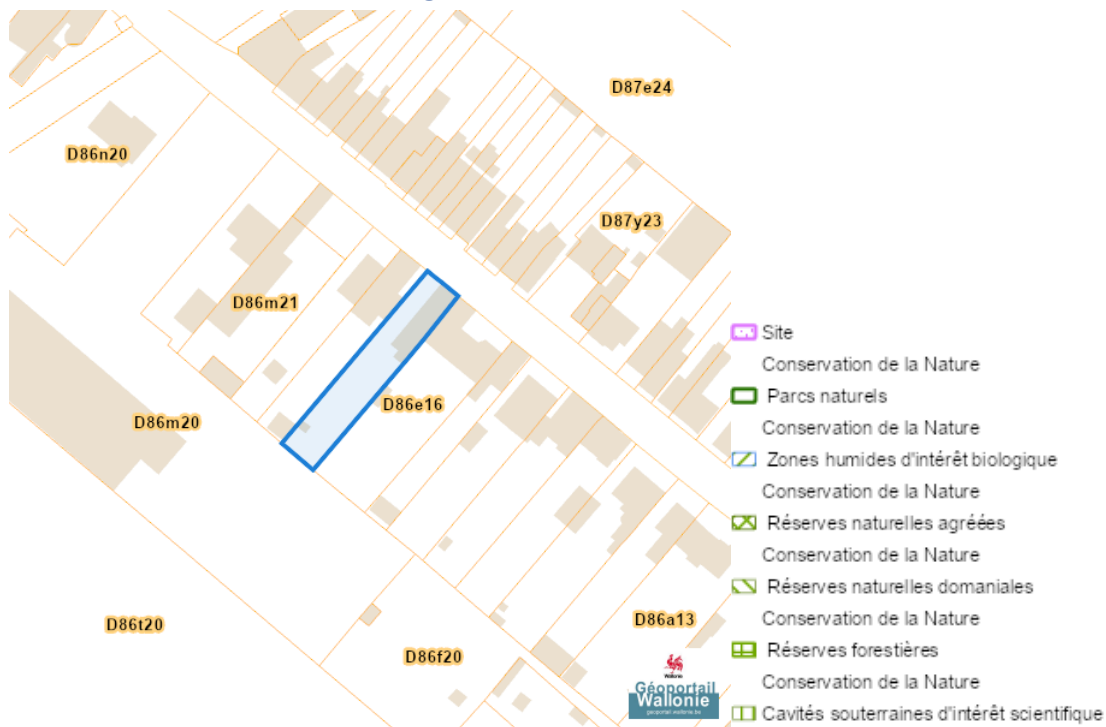 D87e24
D86n20
D87y23
D86m21
D86e16
D86m20
D86t20
D86f20
D86a13
Wallonie
Géoportail
Wallonie
geoportail.wallonie.be
Site
Conservation de la Nature
Parcs naturels
Conservation de la Nature
Zones humides d'intérêt biologique
Conservation de la Nature
Réserves naturelles agréées
Conservation de la Nature
Réserves naturelles domaniales
Conservation de la Nature
Réserves forestières
Conservation de la Nature
Cavités souterraines d'intérêt scientifique